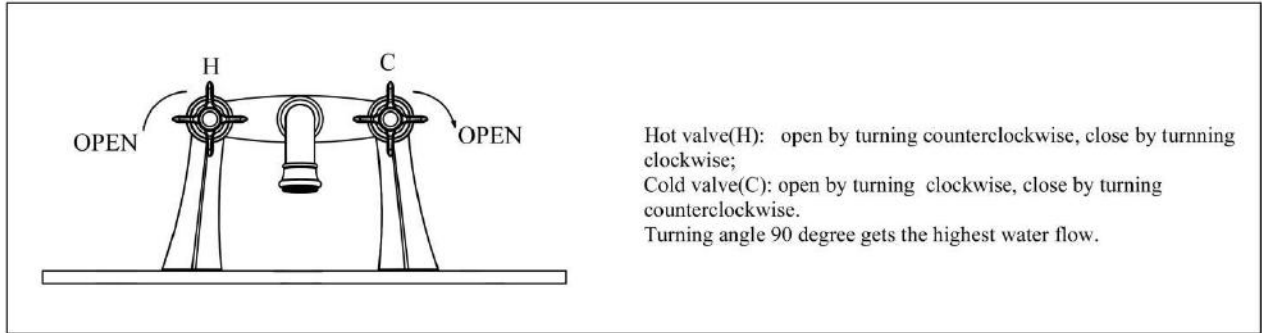 H
C
OPEN
OPEN
Hot valve(H):   open by turning counterclockwise, close by turnning
clockwise;
Cold valve(C): open by turning  clockwise, close by turning
counterclockwise.
Turning angle 90 degree gets the highest water flow.